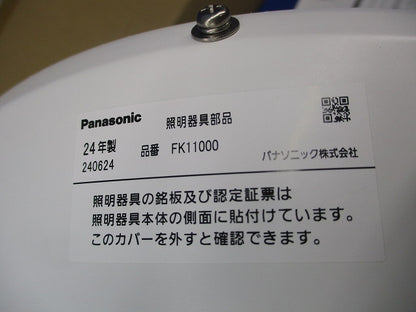 Panasonic 照明器具部品
24年製 品番 FK11000
240624 パナソニック株式会社
照明器具の銘板及び認定証票は
照明器具本体の側面に貼付けています。
このカバーを外すと確認できます。